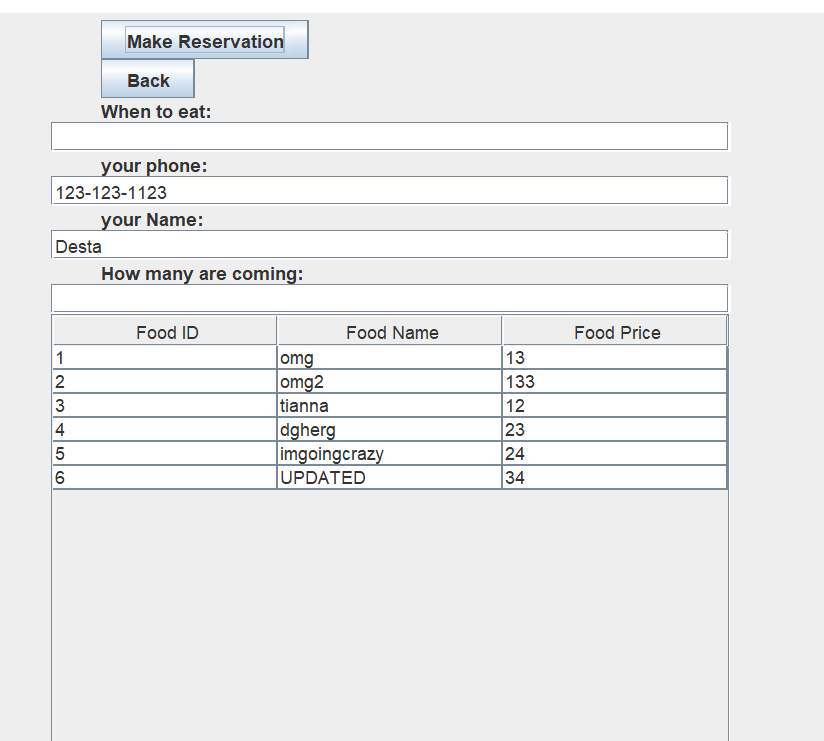 Make Reservation
Back
When to eat:
your phone:
123-123-1123
your Name:
Desta
How many are coming:
Food ID Food Name Food Price
1 omg 13
2 omg2 133
3 tianna 12
4 dgherg 23
5 imgoingcrazy 24
6 UPDATED 34